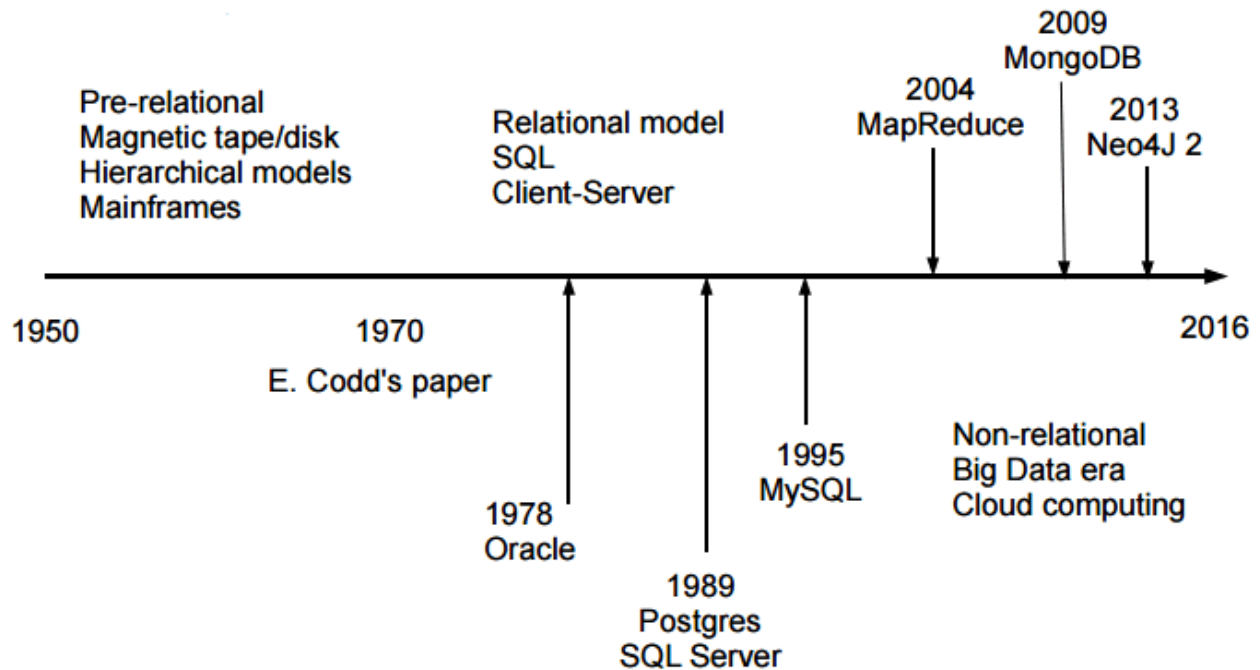 2009
MongoDB
2004
MapReduce
2013
Neo4J 2
Pre-relational
Magnetic tape/disk
Hierarchical models
Mainframes
Relational model
SQL
Client-Server
1950
1970
2016
E. Codd's paper
1995
MySQL
Non-relational
Big Data era
Cloud computing
1978
Oracle
1989
Postgres
SQL Server